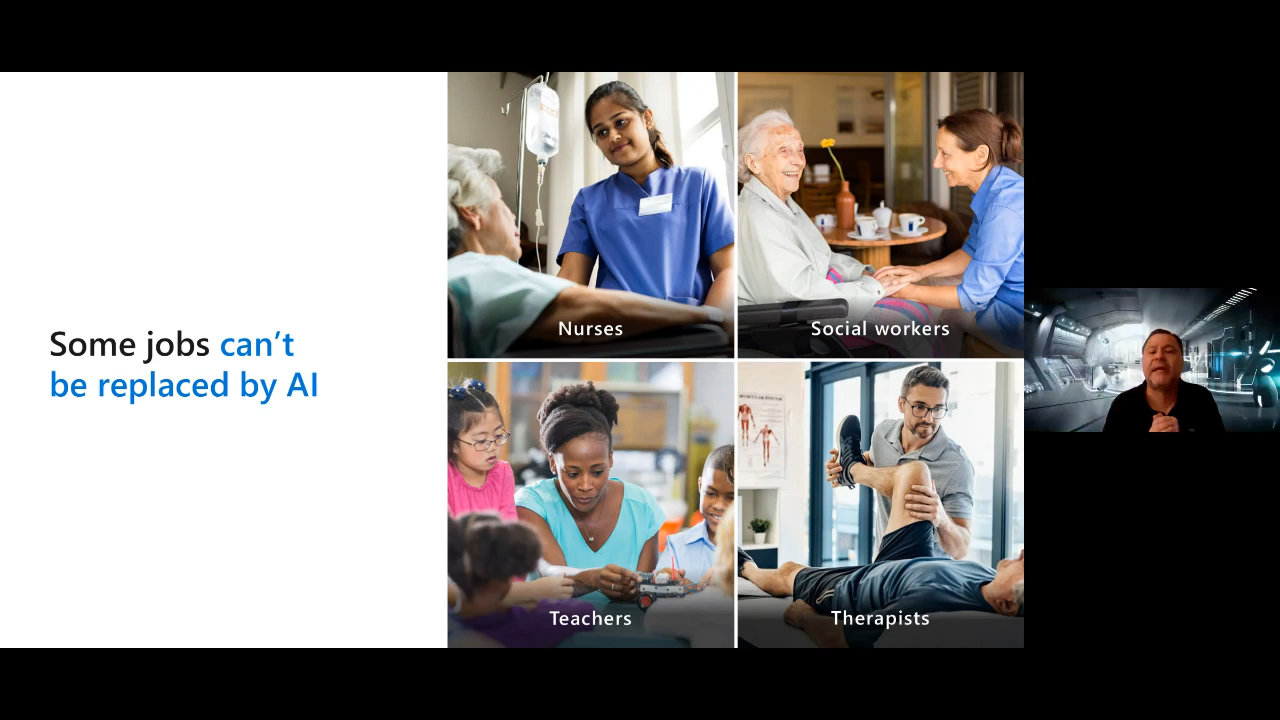 Some jobs can’t
be replaced by AI
Nurses
Social workers
Teachers
Therapists